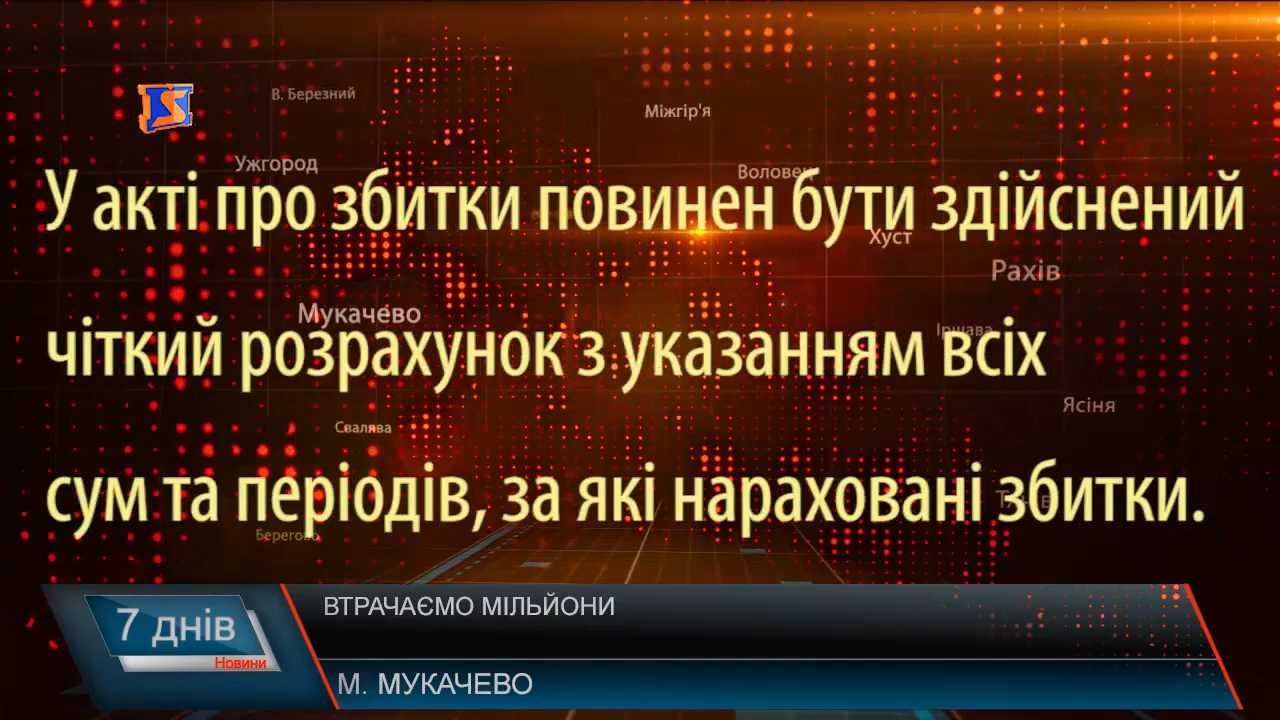 В. Березний
Міжгір'я
Ужгород
Воловец
У акті про збитки повинен бути здійснений
Хуст
Рахів
Мукачево
Іршава
чіткий розрахунок з указанням всіх
Ясіня
Свалява
сум та періодів, за які нараховані збитки.
Берегово
ВТРАЧАЄМО МІЛЬЙОНИ
7 днів
Новини
М. МУКАЧЕВО